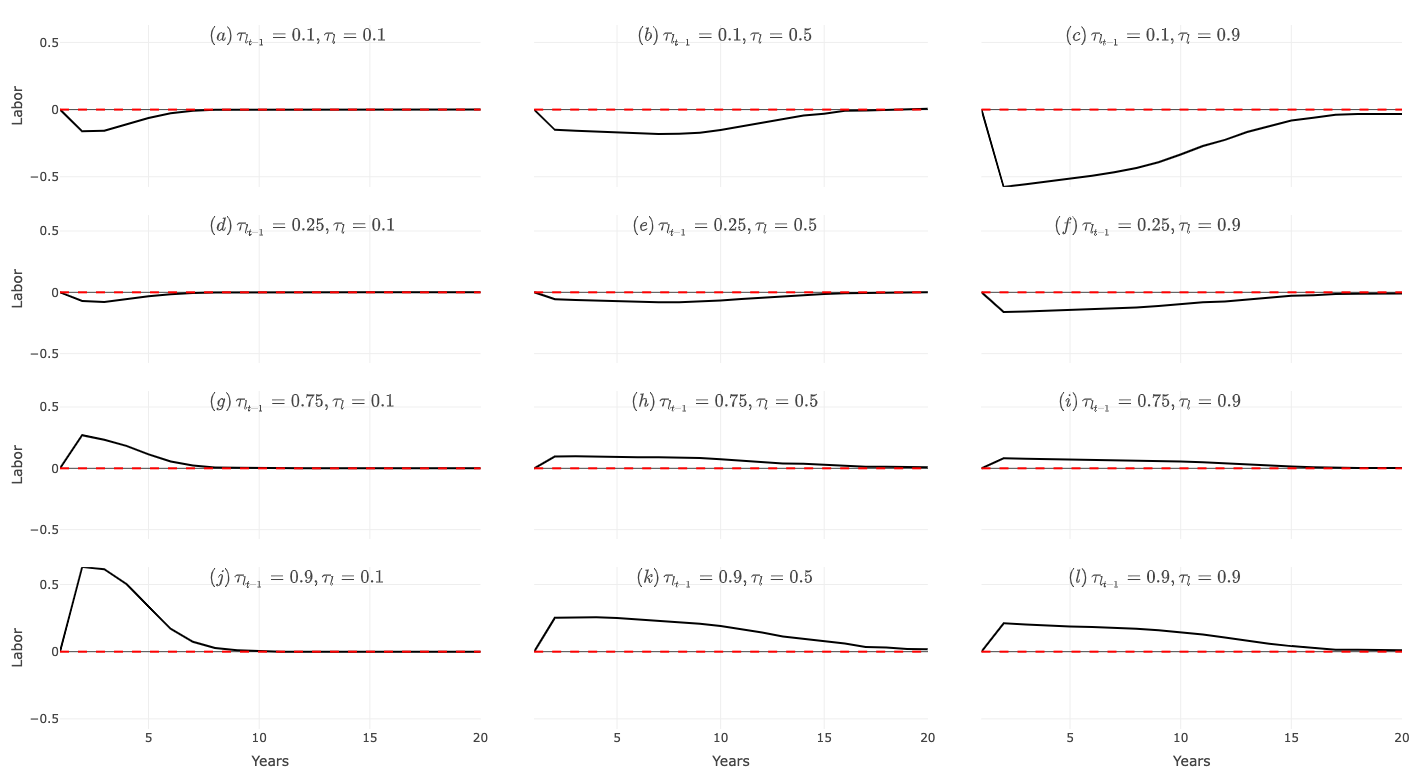 (a) τ_{l_{t−1}} = 0.1, τ_l = 0.1
(b) τ_{l_{t−1}} = 0.1, τ_l = 0.5
(c) τ_{l_{t−1}} = 0.1, τ_l = 0.9
0.5
0
−0.5
Labor
(d) τ_{l_{t−1}} = 0.25, τ_l = 0.1
(e) τ_{l_{t−1}} = 0.25, τ_l = 0.5
(f) τ_{l_{t−1}} = 0.25, τ_l = 0.9
0.5
0
−0.5
Labor
(g) τ_{l_{t−1}} = 0.75, τ_l = 0.1
(h) τ_{l_{t−1}} = 0.75, τ_l = 0.5
(i) τ_{l_{t−1}} = 0.75, τ_l = 0.9
0.5
0
−0.5
Labor
(j) τ_{l_{t−1}} = 0.9, τ_l = 0.1
(k) τ_{l_{t−1}} = 0.9, τ_l = 0.5
(l) τ_{l_{t−1}} = 0.9, τ_l = 0.9
0.5
0
−0.5
Labor
5 10 15 20
5 10 15 20
5 10 15 20
Years
Years
Years